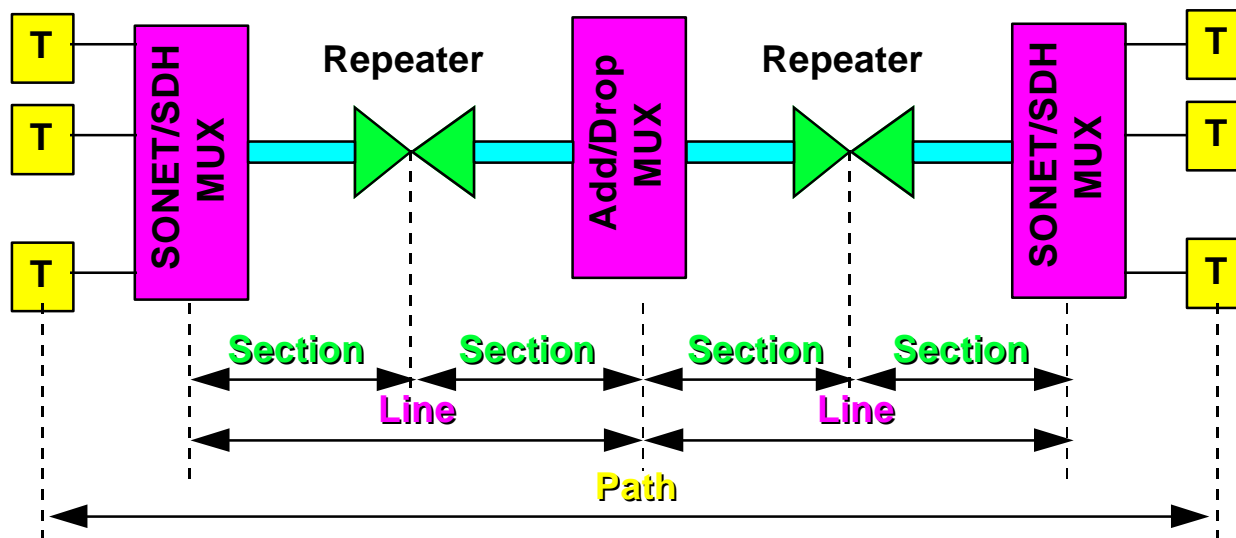 T
T
T
SONET/SDH
MUX
Repeater
Add/Drop
MUX
Repeater
SONET/SDH
MUX
T
T
T
Section
Section
Section
Section
Line
Line
Path